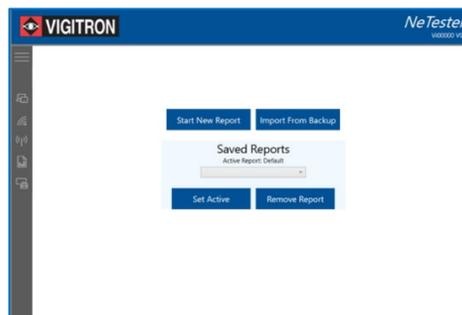 VIGITRON
NeTester
Start New Report
Import From Backup
Saved Reports
Active Report: Default
Set Active
Remove Report